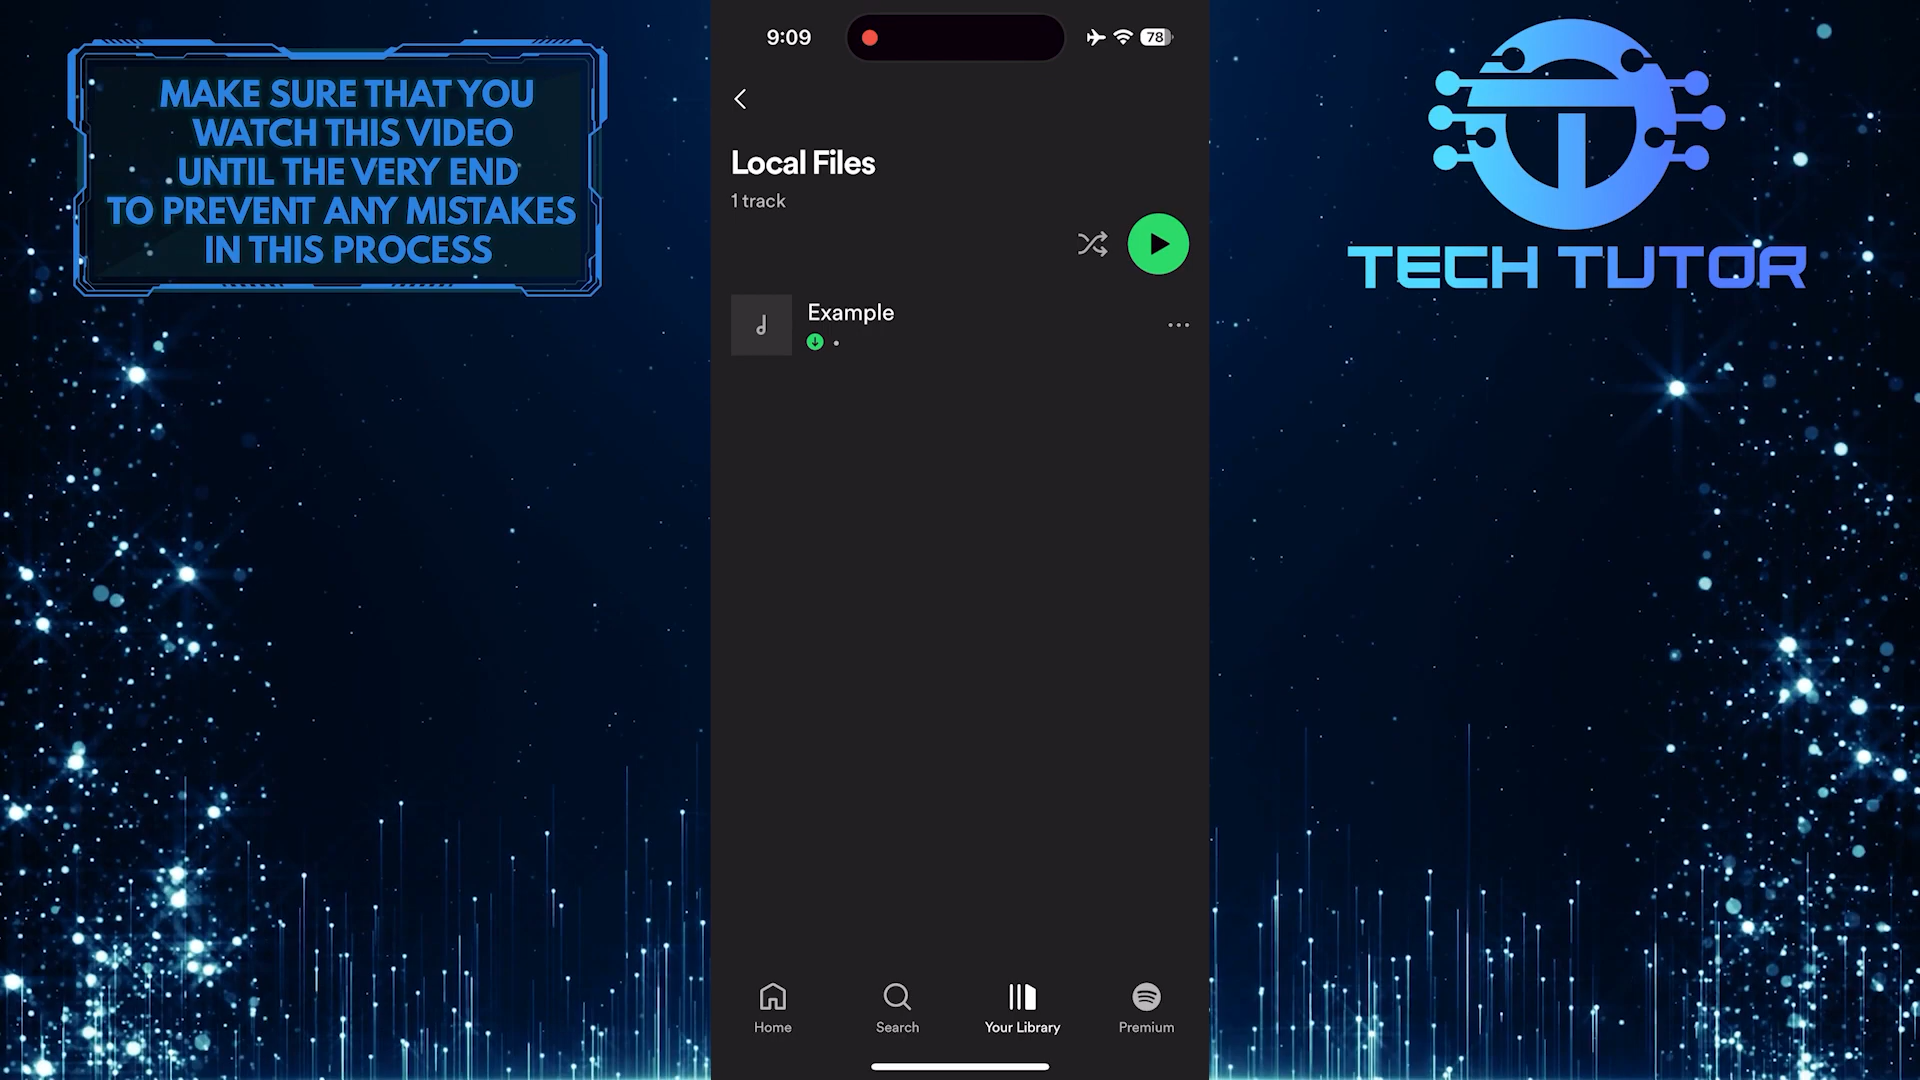 MAKE SURE THAT YOU
WATCH THIS VIDEO
UNTIL THE VERY END
TO PREVENT ANY MISTAKES
IN THIS PROCESS
9:09
78
Local Files
1 track
Example
Home
Search
Your Library
Premium
TECH TUTOR